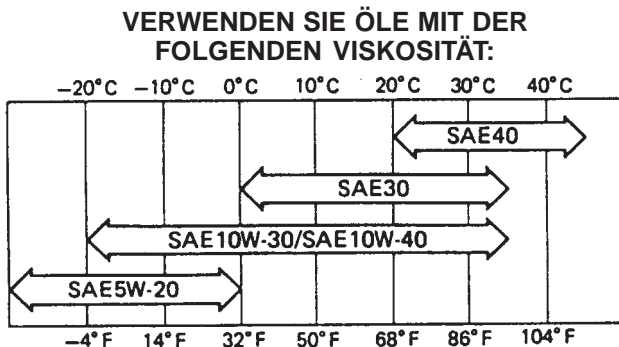 VERWENDEN SIE ÖLE MIT DER
FOLGENDEN VISKOSITÄT:
−20°C −10°C 0°C 10°C 20°C 30°C 40°C
SAE40
SAE30
SAE10W-30/SAE10W-40
SAE5W-20
−4°F 14°F 32°F 50°F 68°F 86°F 104°F